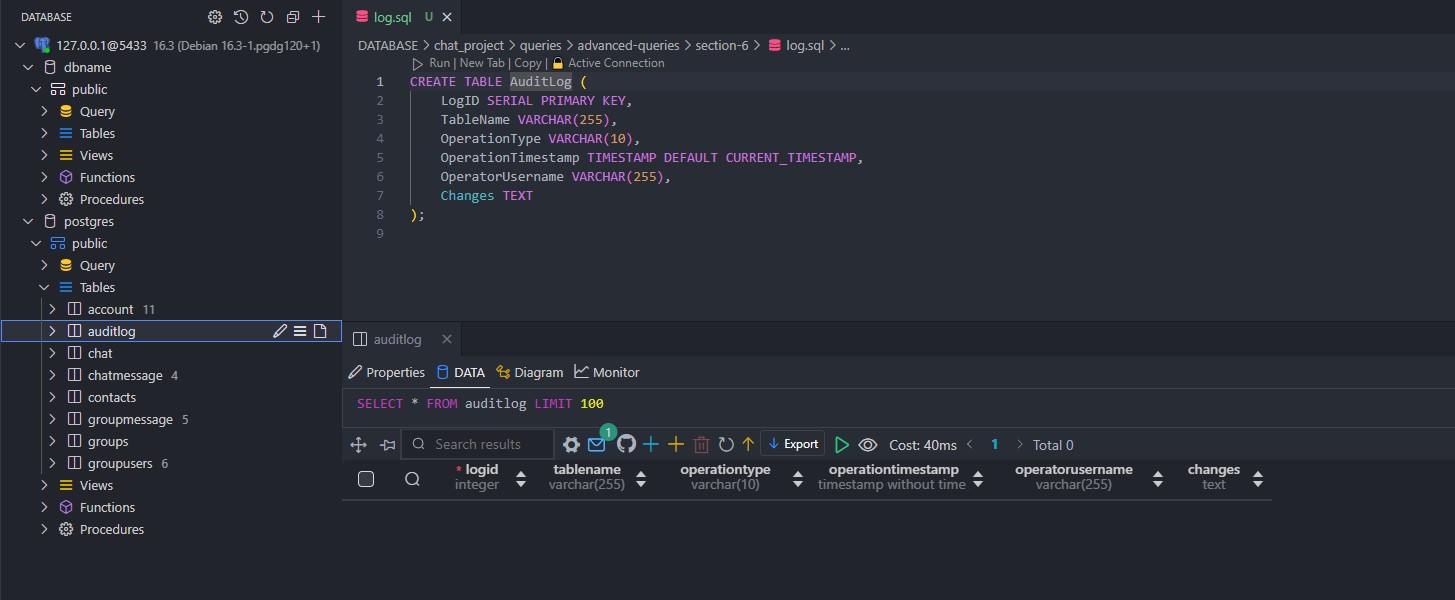 DATABASE
127.0.0.1@5433 16.3 (Debian 16.3-1.pgdg120+1)
dbname
public
Query
Tables
Views
Functions
Procedures
postgres
public
Query
Tables
account 11
auditlog
chat
chatmessage 4
contacts
groupmessage 5
groups
groupusers 6
Views
Functions
Procedures
log.sql U
DATABASE > chat_project > queries > advanced-queries > section-6 > log.sql > ...
Run | New Tab | Copy | Active Connection
1 CREATE TABLE AuditLog (
2 LogID SERIAL PRIMARY KEY,
3 TableName VARCHAR(255),
4 OperationType VARCHAR(10),
5 OperationTimestamp TIMESTAMP DEFAULT CURRENT_TIMESTAMP,
6 OperatorUsername VARCHAR(255),
7 Changes TEXT
8 );
9
auditlog
Properties DATA Diagram Monitor
SELECT * FROM auditlog LIMIT 100
Search results 1 Export Cost: 40ms < 1 > Total 0
* logid tablename operationtype operationtimestamp operatorusername changes
integer varchar(255) varchar(10) timestamp without time varchar(255) text